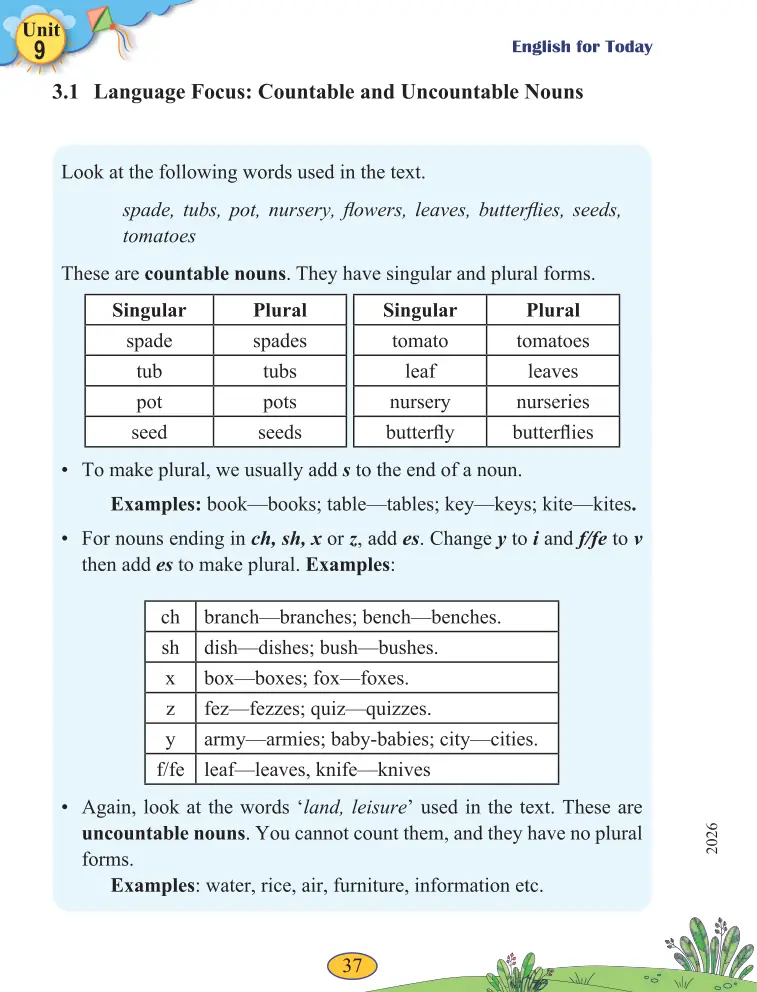 Unit
9
English for Today
3.1 Language Focus: Countable and Uncountable Nouns
Look at the following words used in the text.
spade, tubs, pot, nursery, flowers, leaves, butterflies, seeds,
tomatoes
These are countable nouns. They have singular and plural forms.
Singular Plural Singular Plural
spade spades tomato tomatoes
tub tubs leaf leaves
pot pots nursery nurseries
seed seeds butterfly butterflies
• To make plural, we usually add s to the end of a noun.
Examples: book—books; table—tables; key—keys; kite—kites.
• For nouns ending in ch, sh, x or z, add es. Change y to i and f/fe to v
then add es to make plural. Examples:
ch branch—branches; bench—benches.
sh dish—dishes; bush—bushes.
x box—boxes; fox—foxes.
z fez—fezzes; quiz—quizzes.
y army—armies; baby-babies; city—cities.
f/fe leaf—leaves, knife—knives
• Again, look at the words ‘land, leisure’ used in the text. These are
uncountable nouns. You cannot count them, and they have no plural
forms.
Examples: water, rice, air, furniture, information etc.
2026
37